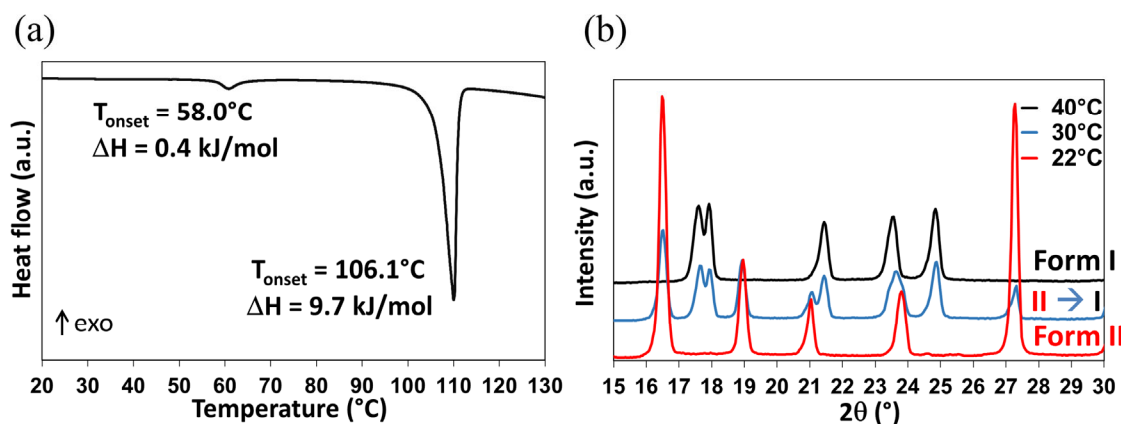 (a)
T onset = 58.0°C
ΔH = 0.4 kJ/mol
T onset = 106.1°C
ΔH = 9.7 kJ/mol
↑ exo
Heat flow (a.u.)
20 30 40 50 60 70 80 90 100 110 120 130
Temperature (°C)
(b)
40°C
30°C
22°C
Form I
II → I
Form II
Intensity (a.u.)
15 16 17 18 19 20 21 22 23 24 25 26 27 28 29 30
2θ (°)